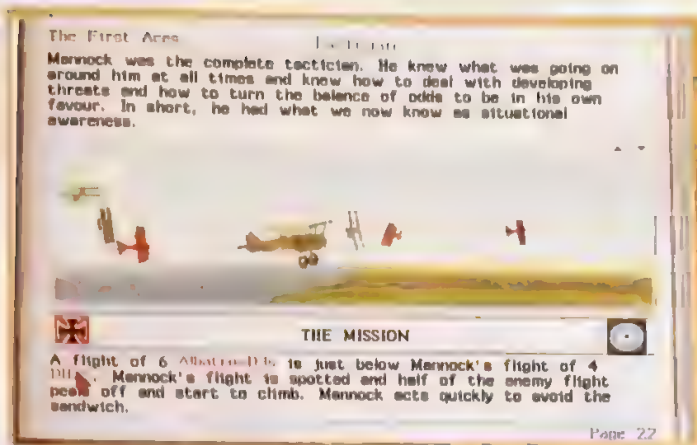 The First Aces
Mannock was the complete tactician. He knew what was going on
around him at all times and knew how to deal with developing
threats and how to turn the balance of odds to be in his own
favour. In short, he had what we now know as situational
awareness.
THE MISSION
A flight of 6 Albatros is just below Mannock's flight of 4
Mannock's flight is spotted and half of the enemy flight
peels off and start to climb. Mannock acts quickly to avoid the
sandwich.
Page 22